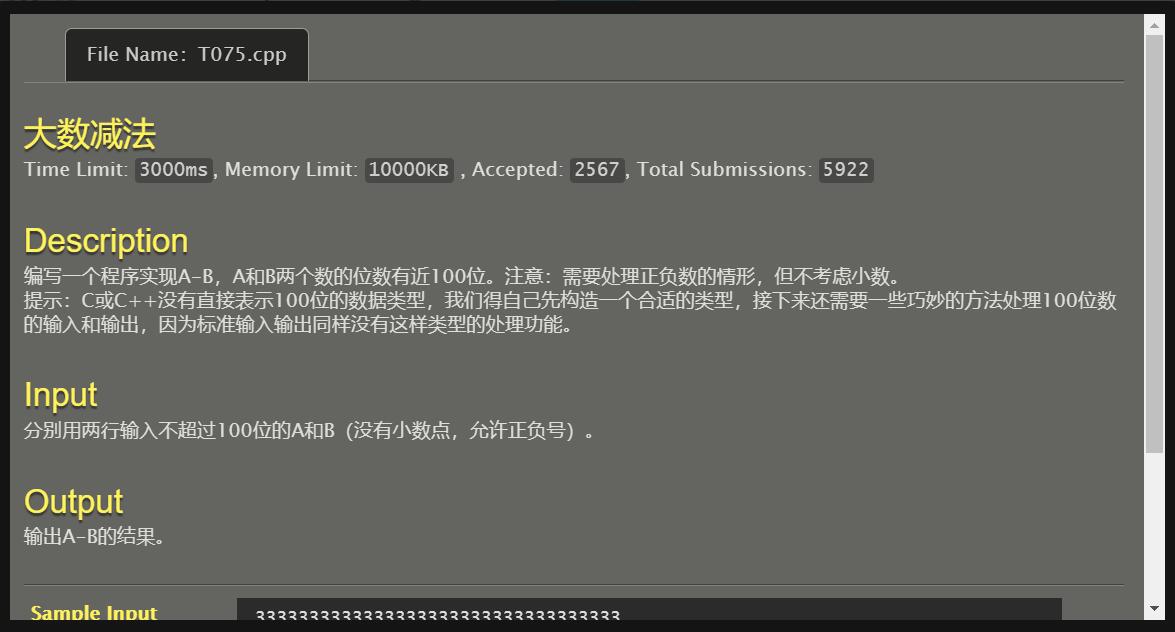 File Name：T075.cpp
大数减法
Time Limit: 3000ms, Memory Limit: 10000KB , Accepted: 2567, Total Submissions: 5922
Description
编写一个程序实现A-B，A和B两个数的位数有近100位。注意：需要处理正负数的情形，但不考虑小数。
提示：C或C++没有直接表示100位的数据类型，我们得自己先构造一个合适的类型，接下来还需要一些巧妙的方法处理100位数
的输入和输出，因为标准输入输出同样没有这样类型的处理功能。
Input
分别用两行输入不超过100位的A和B（没有小数点，允许正负号）。
Output
输出A-B的结果。
Sample Input